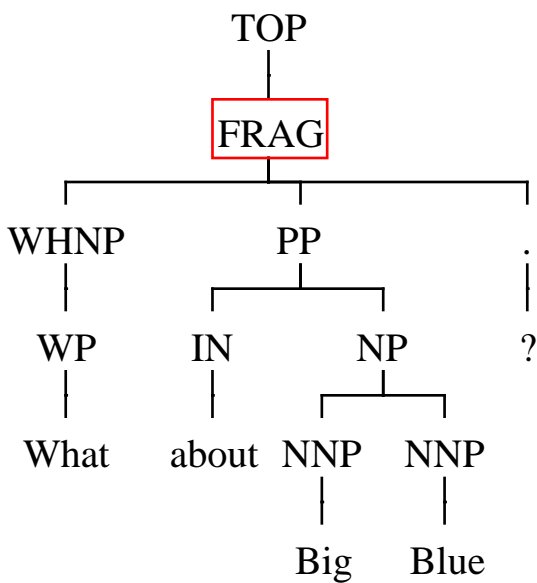 TOP
FRAG
WHNP PP .
WP IN NP ?
What about NNP NNP
Big Blue